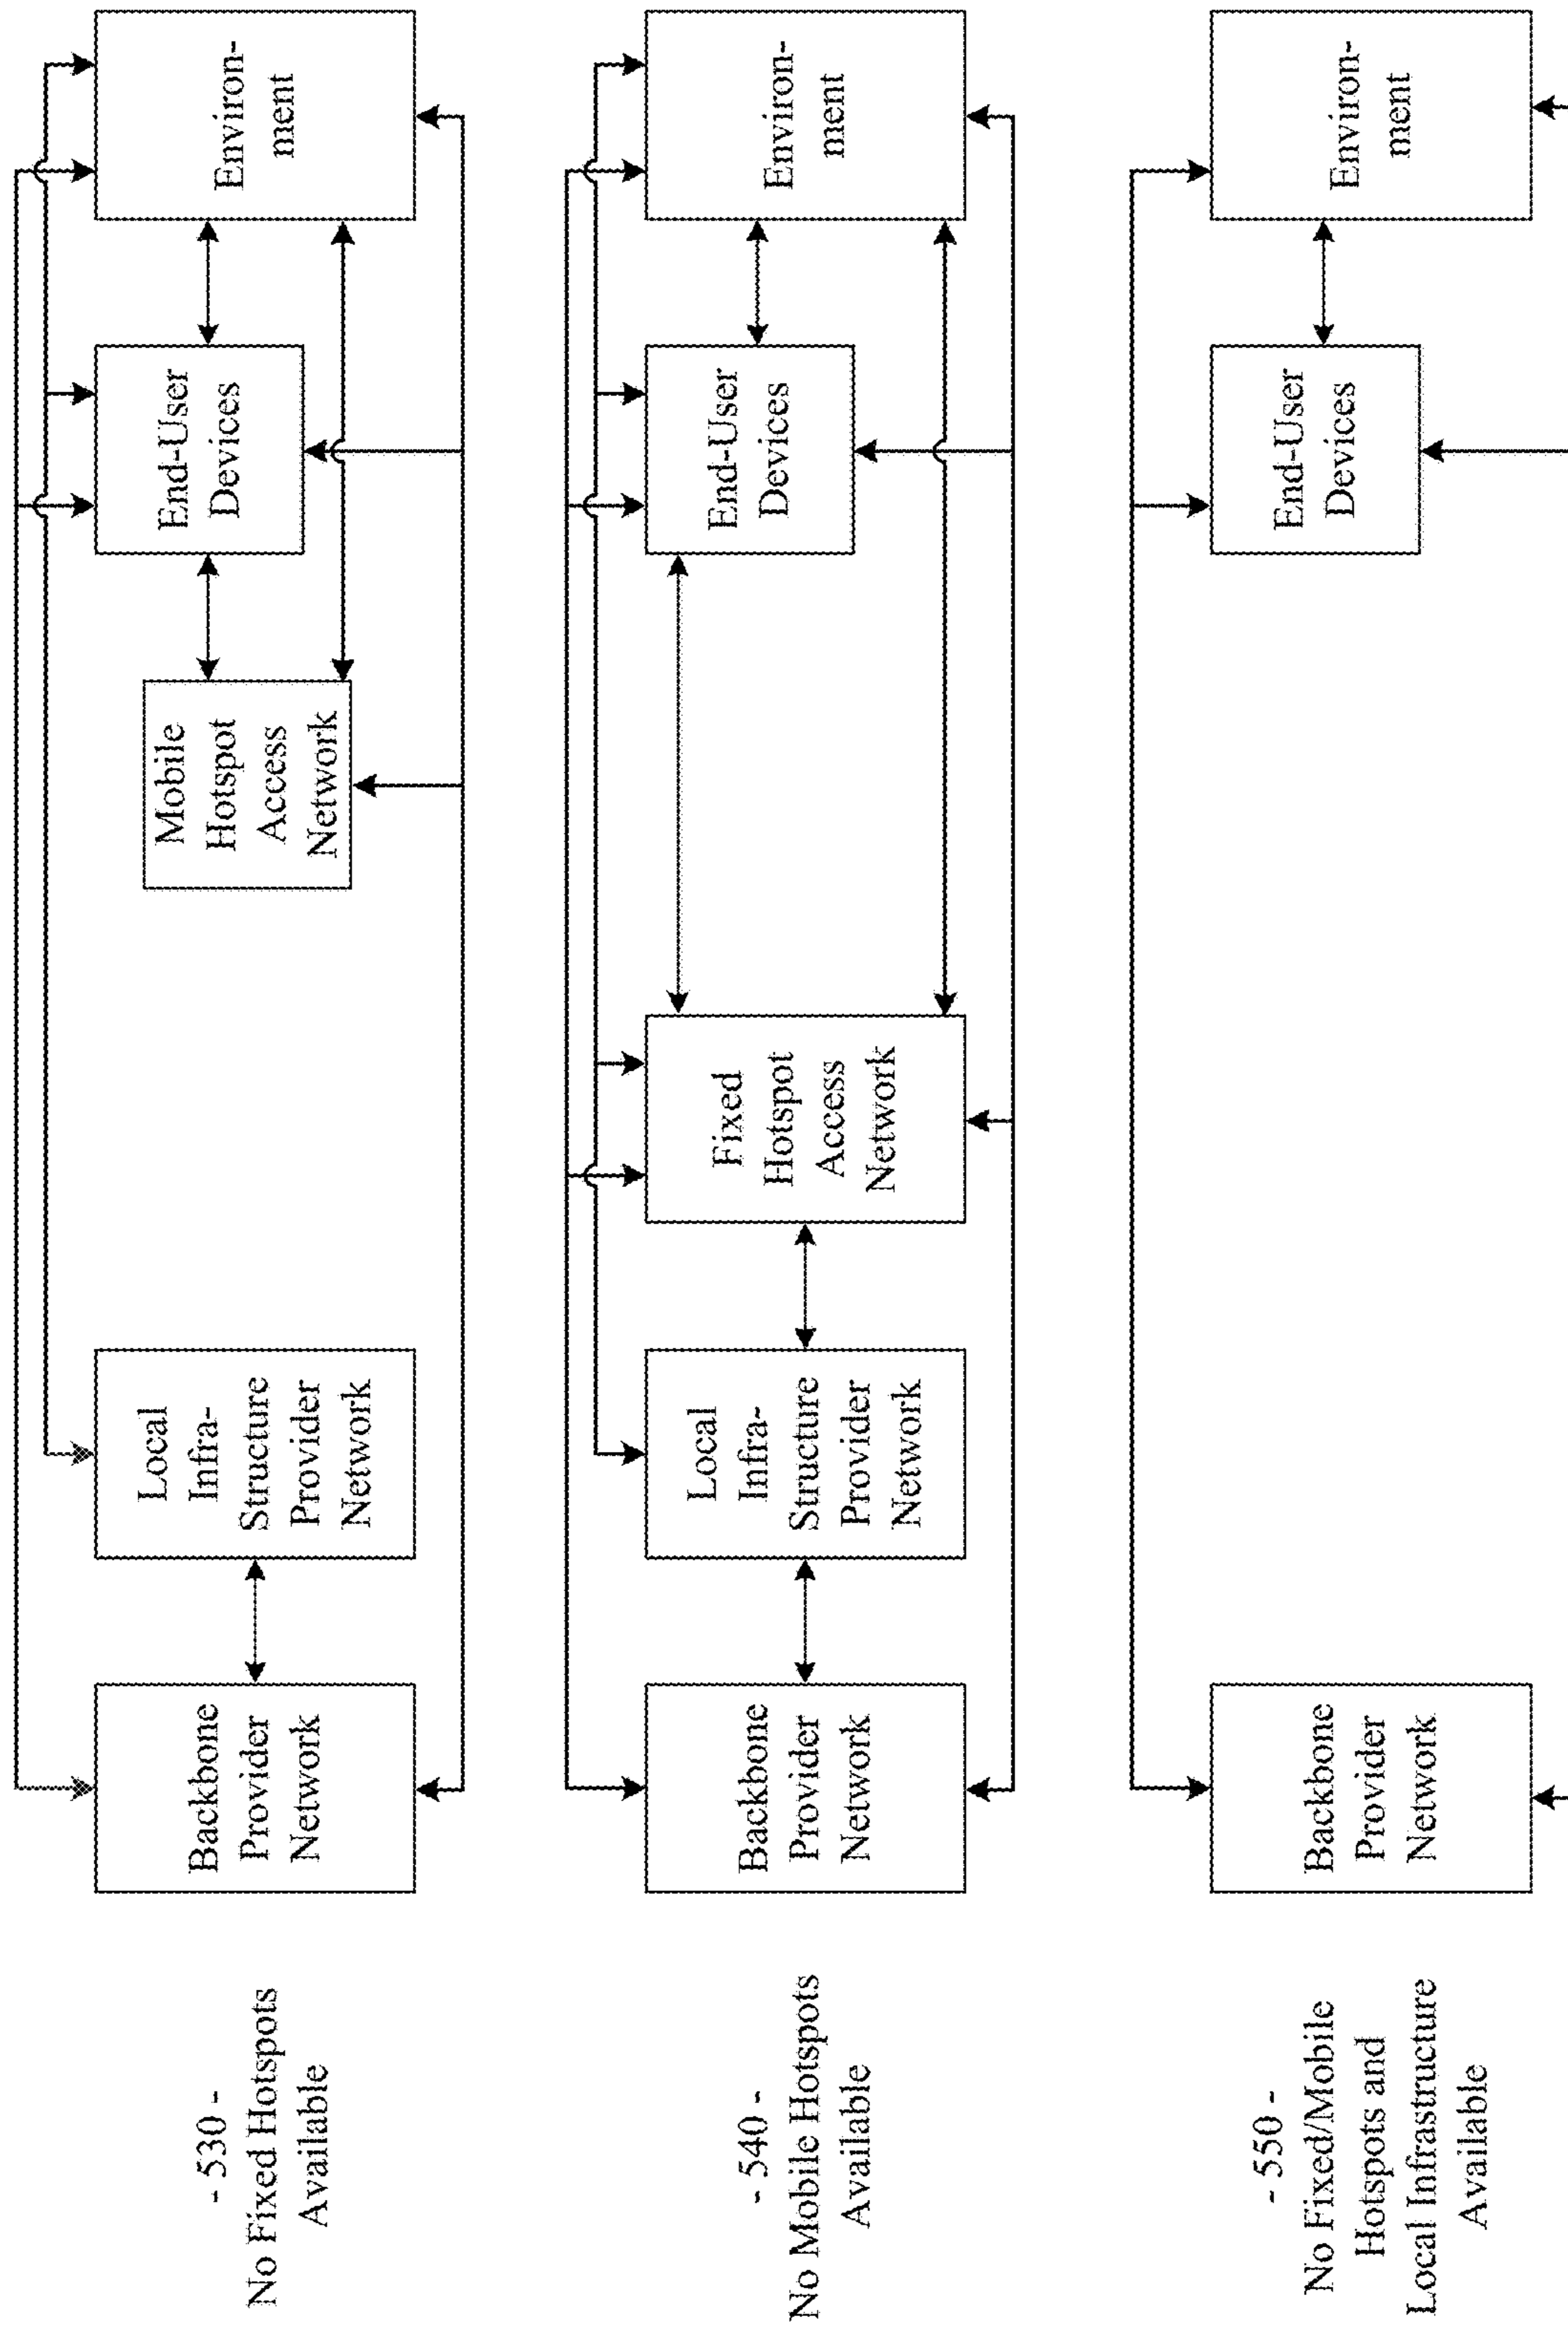 - 530 -
No Fixed Hotspots
Available
Backbone
Provider
Network
Local
Infra-
Structure
Provider
Network
Mobile
Hotspot
Access
Network
End-User
Devices
Environ-
ment
- 540 -
No Mobile Hotspots
Available
Backbone
Provider
Network
Local
Infra-
Structure
Provider
Network
Fixed
Hotspot
Access
Network
End-User
Devices
Environ-
ment
- 550 -
No Fixed/Mobile
Hotspots and
Local Infrastructure
Available
Backbone
Provider
Network
End-User
Devices
Environ-
ment